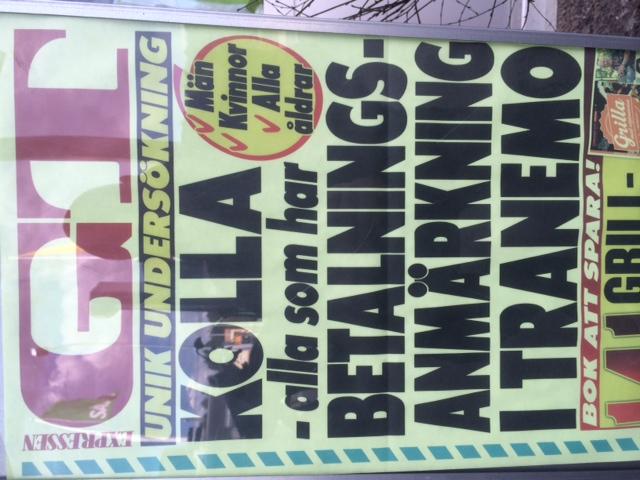 EXPRESSEN
GT
UNIK UNDERSÖKNING
KOLLA
Män
Kvinnor
Alla
åldrar
- alla som har
BETALNINGS-
ANMÄRKNING
I TRANEMO
BOK ATT SPARA!
GRILL-
Grilla